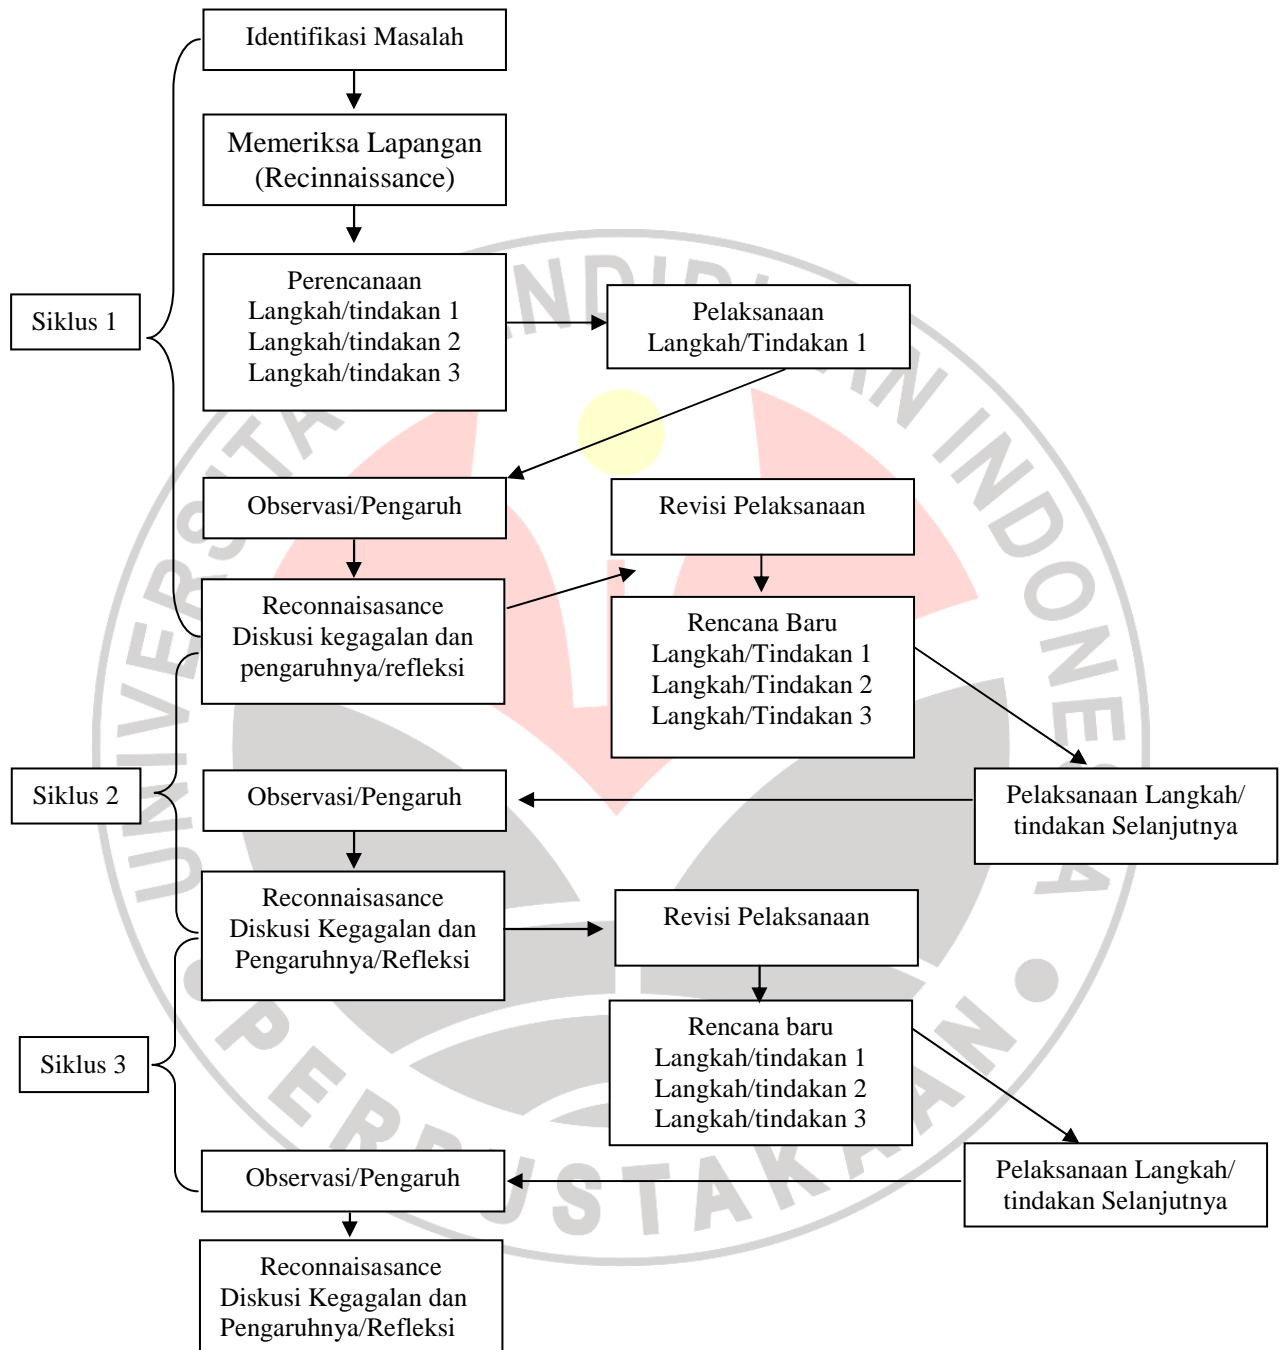 Identifikasi Masalah
Memeriksa Lapangan
(Recinnaissance)
Siklus 1
Perencanaan
Langkah/tindakan 1
Langkah/tindakan 2
Langkah/tindakan 3
Pelaksanaan
Langkah/Tindakan 1
Observasi/Pengaruh
Revisi Pelaksanaan
Reconnaisasance
Diskusi kegagalan dan
pengaruhnya/refleksi
Rencana Baru
Langkah/Tindakan 1
Langkah/Tindakan 2
Langkah/Tindakan 3
Siklus 2
Observasi/Pengaruh
Pelaksanaan Langkah/
tindakan Selanjutnya
Reconnaisasance
Diskusi Kegagalan dan
Pengaruhnya/Refleksi
Revisi Pelaksanaan
Siklus 3
Rencana baru
Langkah/tindakan 1
Langkah/tindakan 2
Langkah/tindakan 3
Observasi/Pengaruh
Pelaksanaan Langkah/
tindakan Selanjutnya
Reconnaisasance
Diskusi Kegagalan dan
Pengaruhnya/Refleksi
INDONESIA